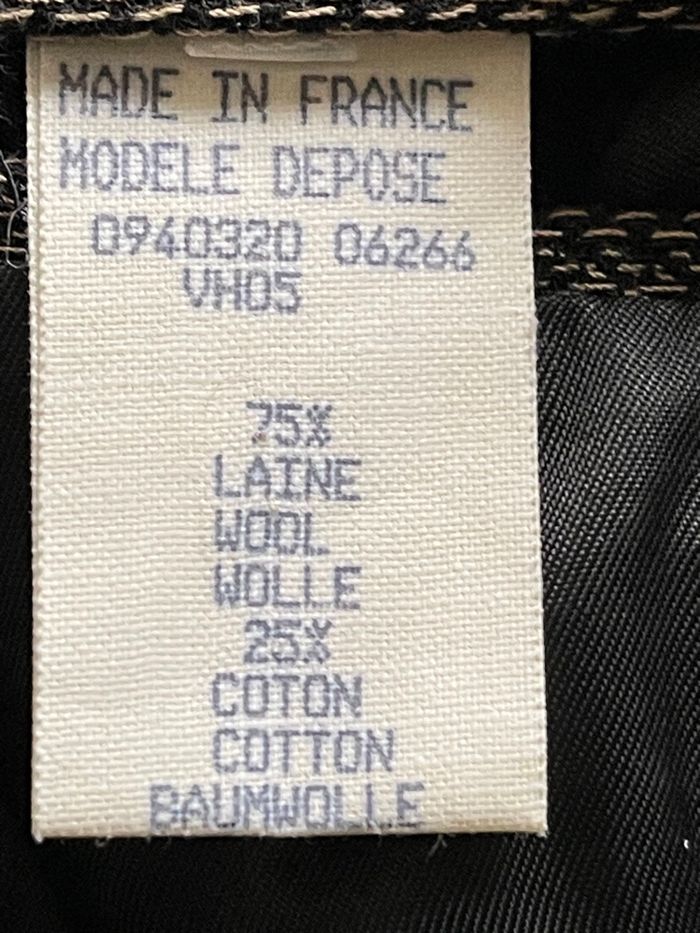 MADE IN FRANCE
MODELE DEPOSE
0940320 06266
VH05
75%
LAINE
WOOL
WOLLE
25%
COTON
COTTON
BAUMWOLLE